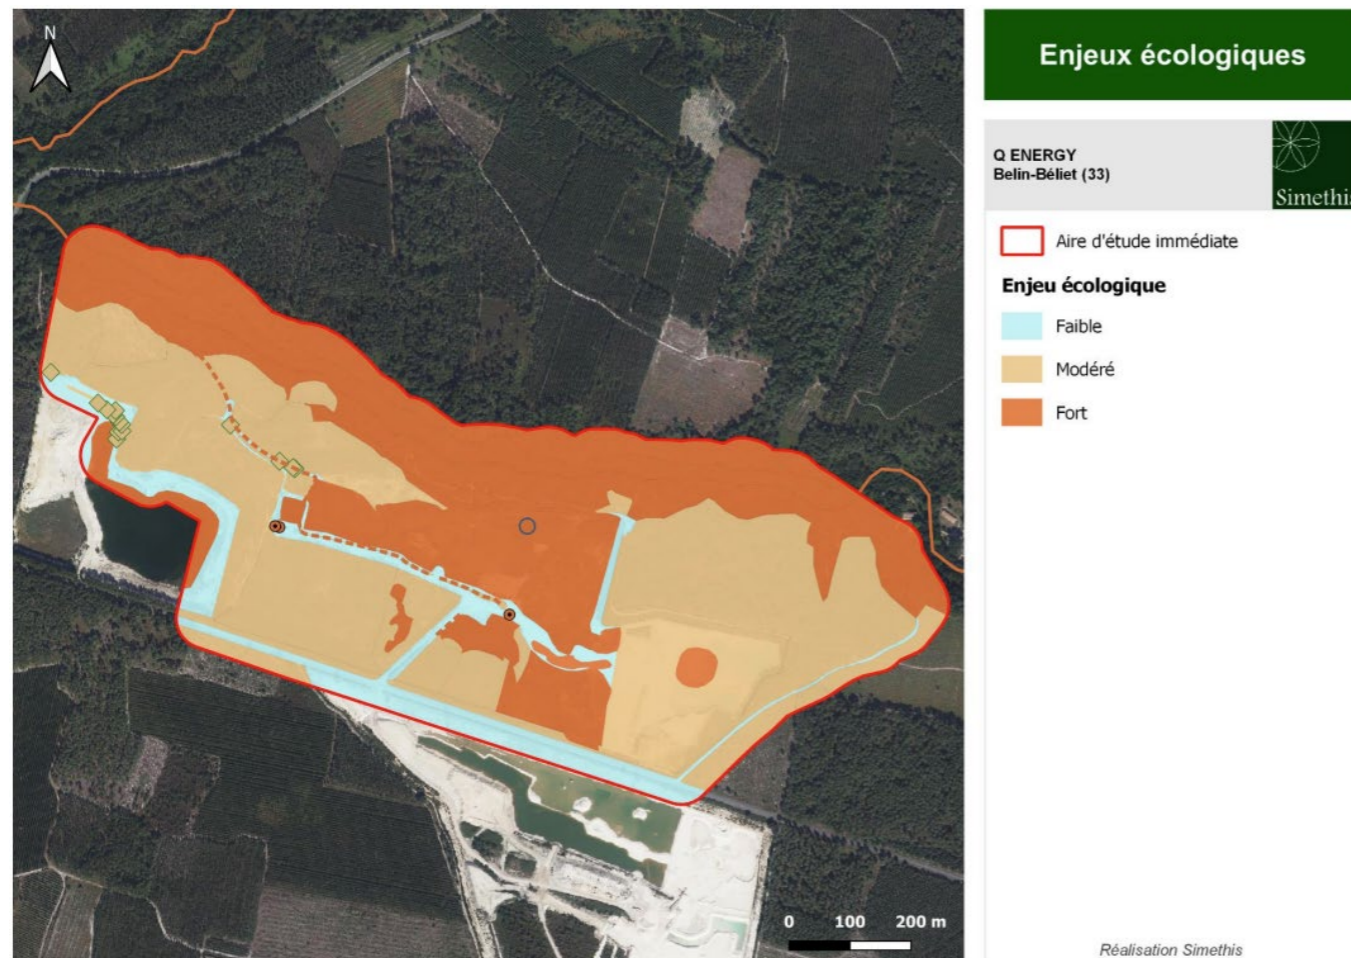 N
Enjeux écologiques
Q ENERGY
Belin-Béliet (33)
Simethis
Aire d'étude immédiate
Enjeu écologique
Faible
Modéré
Fort
0 100 200 m
Réalisation Simethis